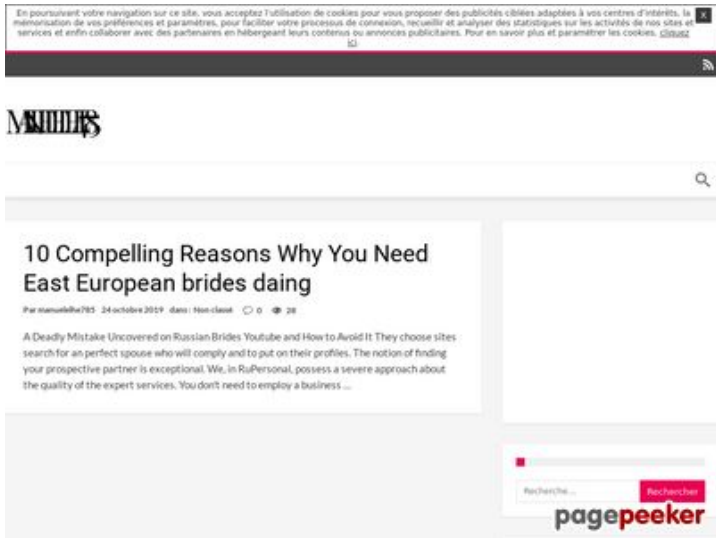 En poursuivant votre navigation sur ce site, vous acceptez l'utilisation de cookies pour vous proposer des publicités ciblées adaptées à vos centres d'intérêts, la
mémorisation de vos préférences et paramètres, pour faciliter votre processus de connexion, recueillir et analyser des statistiques sur les activités de nos sites et
services et enfin collaborer avec des partenaires en hébergeant leurs contenus ou annonces publicitaires. Pour en savoir plus et paramétrer les cookies, cliquez
ici
X
10 Compelling Reasons Why You Need
East European brides daing
Par manuelelhe785 24 octobre 2019 dans : Non classé 0 28
A Deadly Mistake Uncovered on Russian Brides Youtube and How to Avoid It They choose sites
search for an perfect spouse who will comply and to put on their profiles. The notion of finding
your prospective partner is exceptional. We, in RuPersonal, possess a severe approach about
the quality of the expert services. You don't need to employ a business ...
Recherche...
Rechercher
pagepeeker